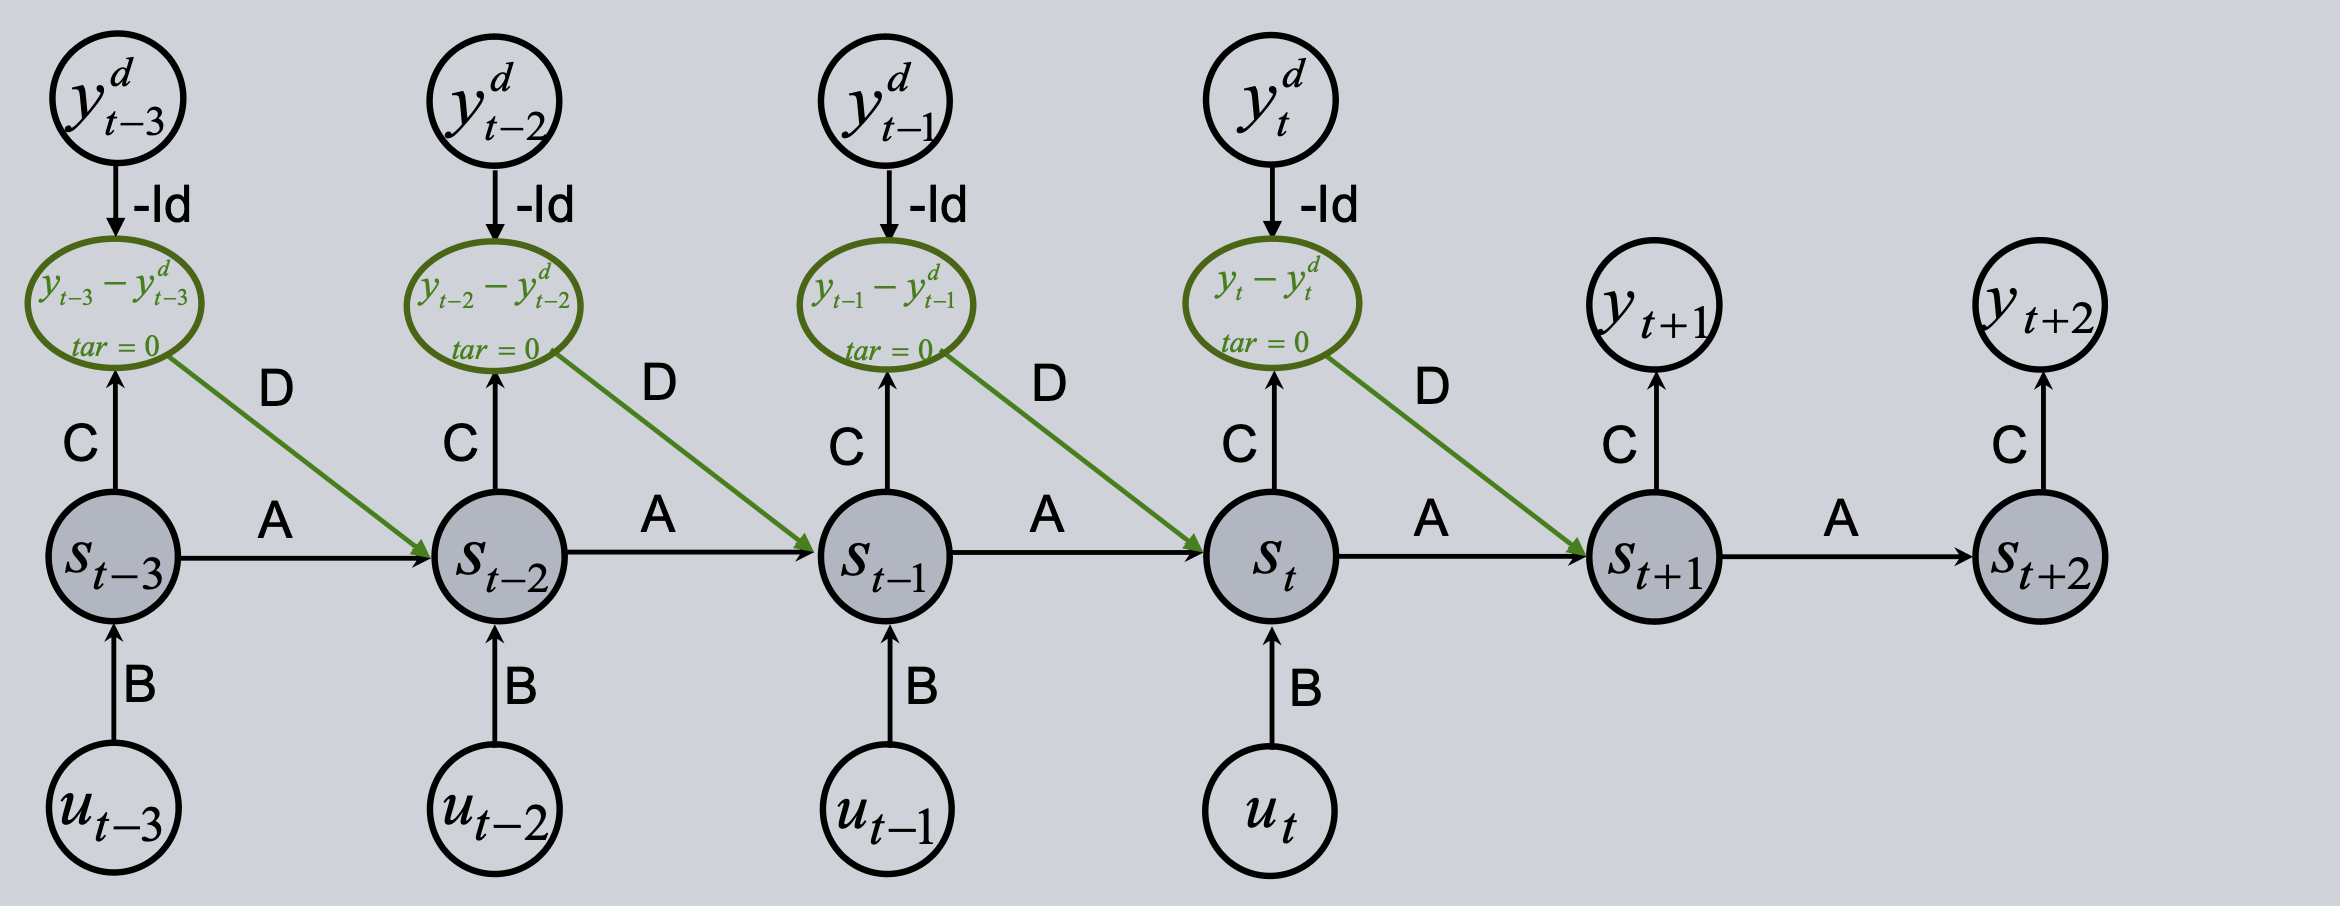 y^d_{t-3} y^d_{t-2} y^d_{t-1} y^d_t
-Id -Id -Id -Id
y_{t-3} − y^d_{t-3} y_{t-2} − y^d_{t-2} y_{t-1} − y^d_{t-1} y_t − y^d_t y_{t+1} y_{t+2}
tar = 0 tar = 0 tar = 0 tar = 0
D D D D
C C C C C C
A A A A A
s_{t-3} s_{t-2} s_{t-1} s_t s_{t+1} s_{t+2}
B B B B
u_{t-3} u_{t-2} u_{t-1} u_t